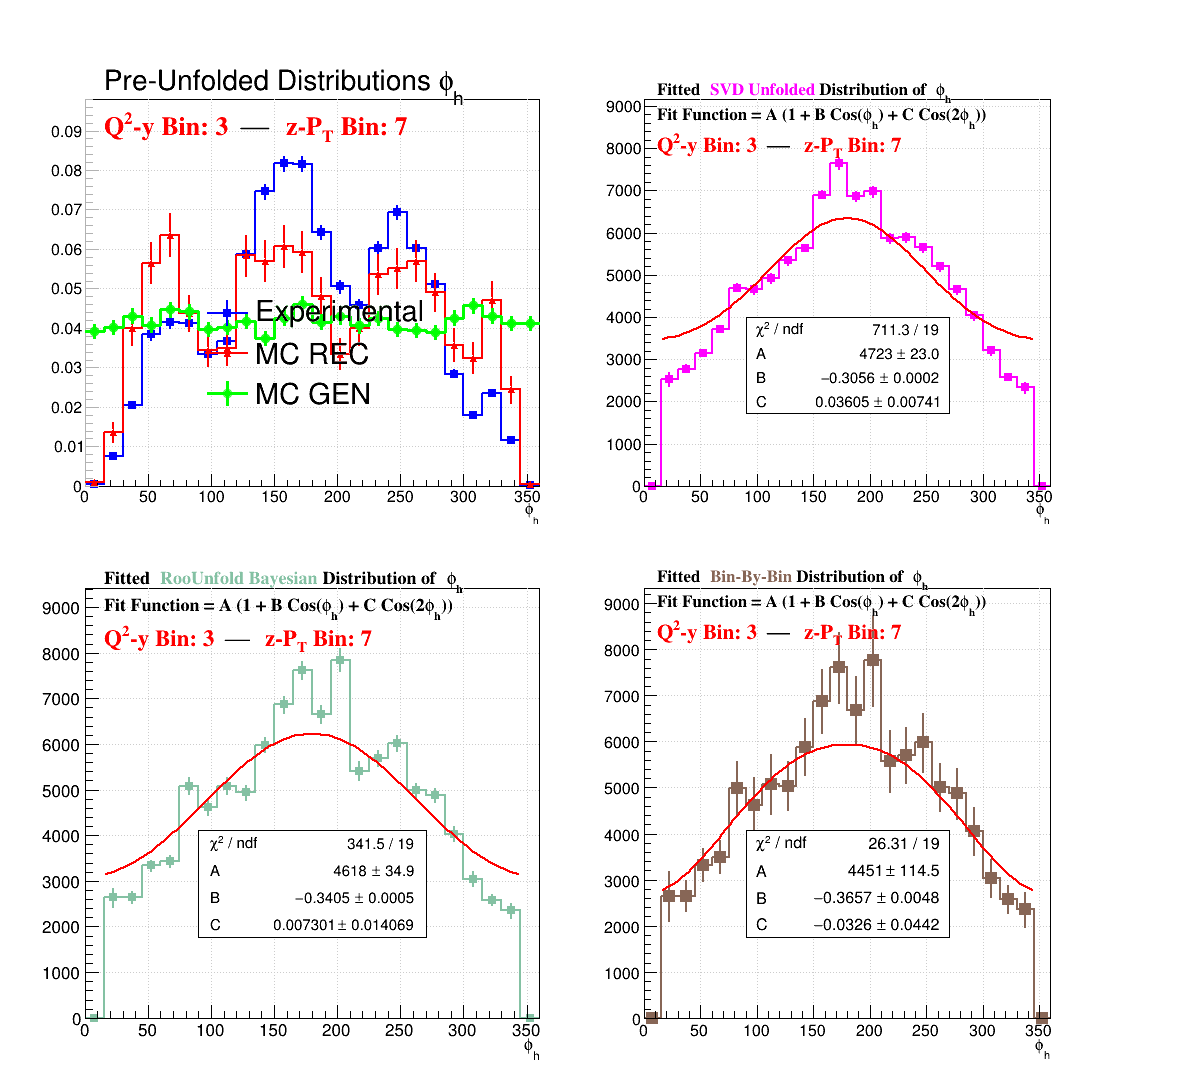 Pre-Unfolded Distributions ϕh
Q²-y Bin: 3 — z-PT Bin: 7
0.09
0.08
0.07
0.06
0.05
0.04
0.03
0.02
0.01
0
Experimental
MC REC
MC GEN
0 50 100 150 200 250 300 350
ϕh
Fitted SVD Unfolded Distribution of ϕh
Fit Function = A (1 + B Cos(ϕh) + C Cos(2ϕh))
Q²-y Bin: 3 — z-PT Bin: 7
9000
8000
7000
6000
5000
4000
3000
2000
1000
0
χ² / ndf 711.3 / 19
A 4723 ± 23.0
B −0.3056 ± 0.0002
C 0.03605 ± 0.00741
0 50 100 150 200 250 300 350
ϕh
Fitted RooUnfold Bayesian Distribution of ϕh
Fit Function = A (1 + B Cos(ϕh) + C Cos(2ϕh))
Q²-y Bin: 3 — z-PT Bin: 7
9000
8000
7000
6000
5000
4000
3000
2000
1000
0
χ² / ndf 341.5 / 19
A 4618 ± 34.9
B −0.3405 ± 0.0005
C 0.007301 ± 0.014069
0 50 100 150 200 250 300 350
ϕh
Fitted Bin-By-Bin Distribution of ϕh
Fit Function = A (1 + B Cos(ϕh) + C Cos(2ϕh))
Q²-y Bin: 3 — z-PT Bin: 7
9000
8000
7000
6000
5000
4000
3000
2000
1000
0
χ² / ndf 26.31 / 19
A 4451 ± 114.5
B −0.3657 ± 0.0048
C −0.0326 ± 0.0442
0 50 100 150 200 250 300 350
ϕh